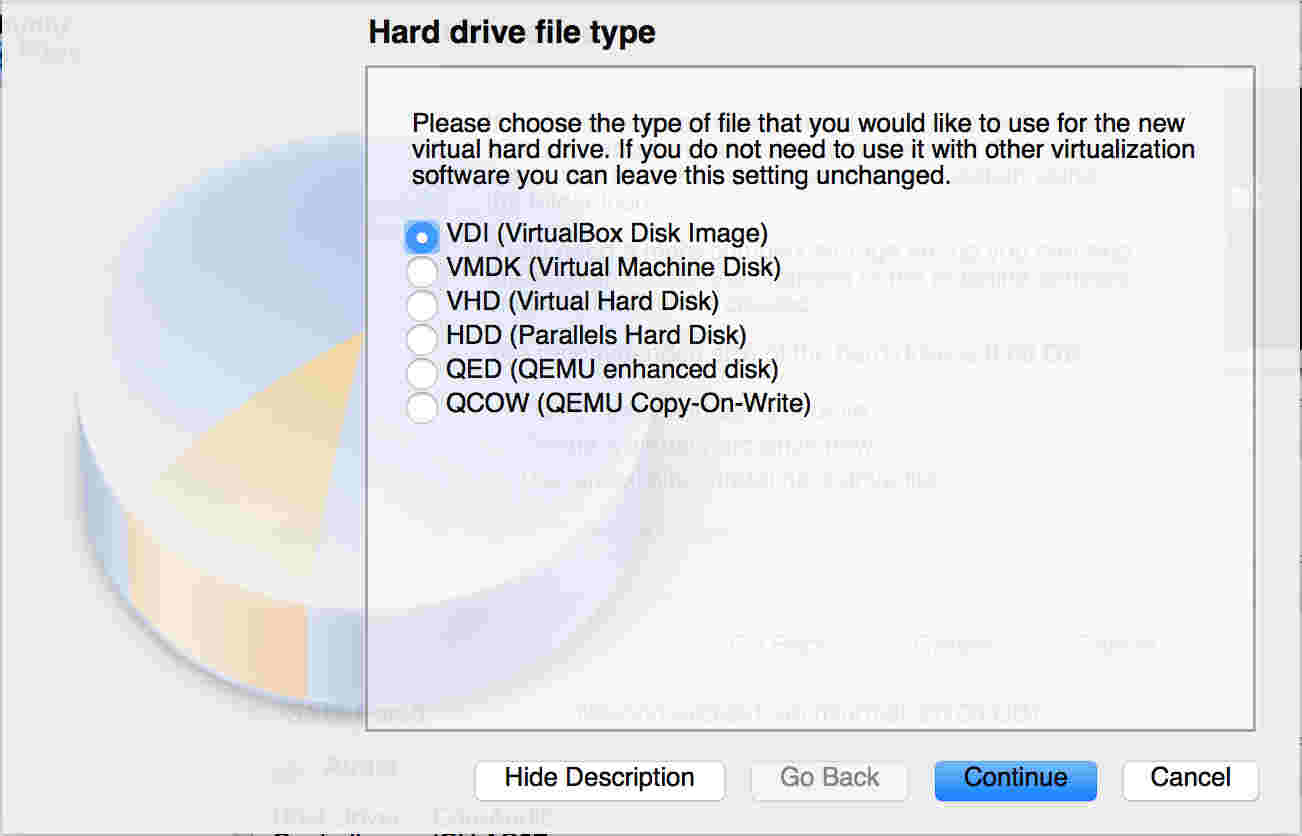 Hard drive file type
Please choose the type of file that you would like to use for the new
virtual hard drive. If you do not need to use it with other virtualization
software you can leave this setting unchanged.
VDI (VirtualBox Disk Image)
VMDK (Virtual Machine Disk)
VHD (Virtual Hard Disk)
HDD (Parallels Hard Disk)
QED (QEMU enhanced disk)
QCOW (QEMU Copy-On-Write)
Hide Description
Go Back
Continue
Cancel